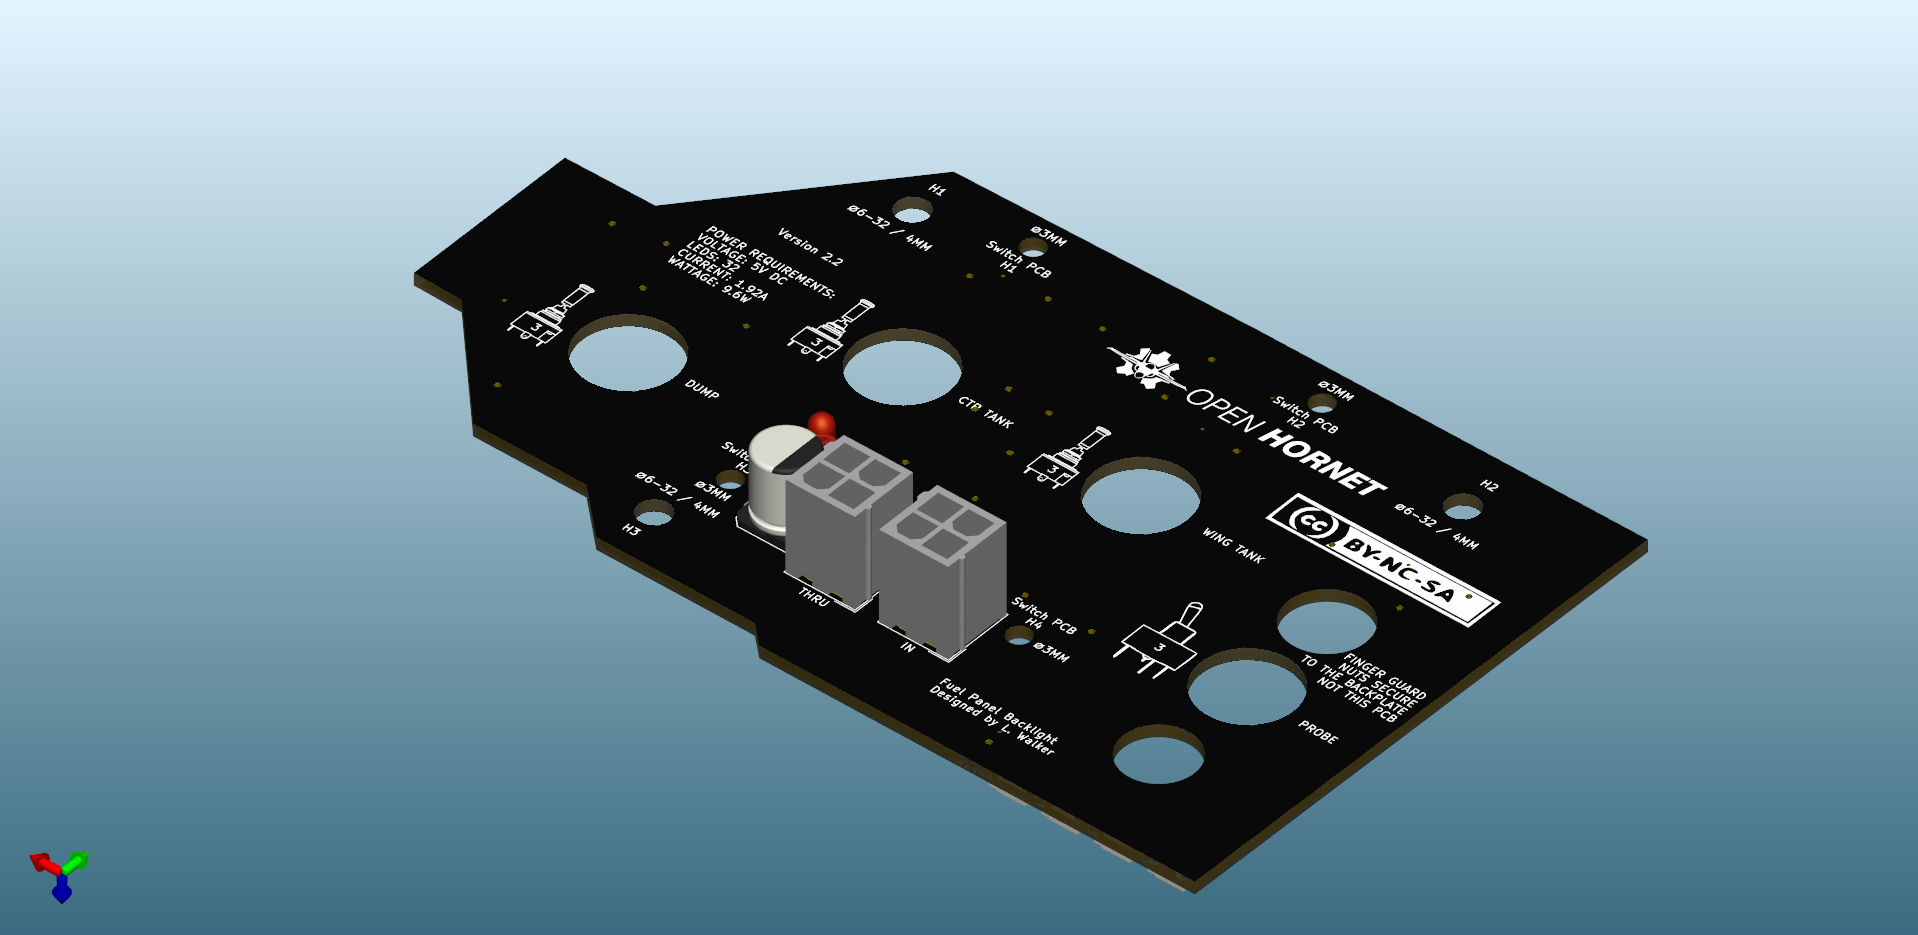 H1
ø6-32 / 4MM
ø3MM
Switch PCB
H1
Version 2.2
POWER REQUIREMENTS:
VOLTAGE: 5V DC
LEDS: 32
CURRENT: 1.92A
WATTAGE: 9.6W
3
DUMP
3
CTR TANK
OPEN HORNET
ø3MM
Switch PCB
H2
H2
ø6-32 / 4MM
CC BY-NC-SA
3
WING TANK
ø3MM
ø6-32 / 4MM
H3
THRU
IN
Switch PCB
H4
ø3MM
3
FINGER GUARD
NUTS SECURE
TO THE BACKPLATE
NOT THIS PCB
PROBE
Fuel Panel Backlight
Designed by L. Walker